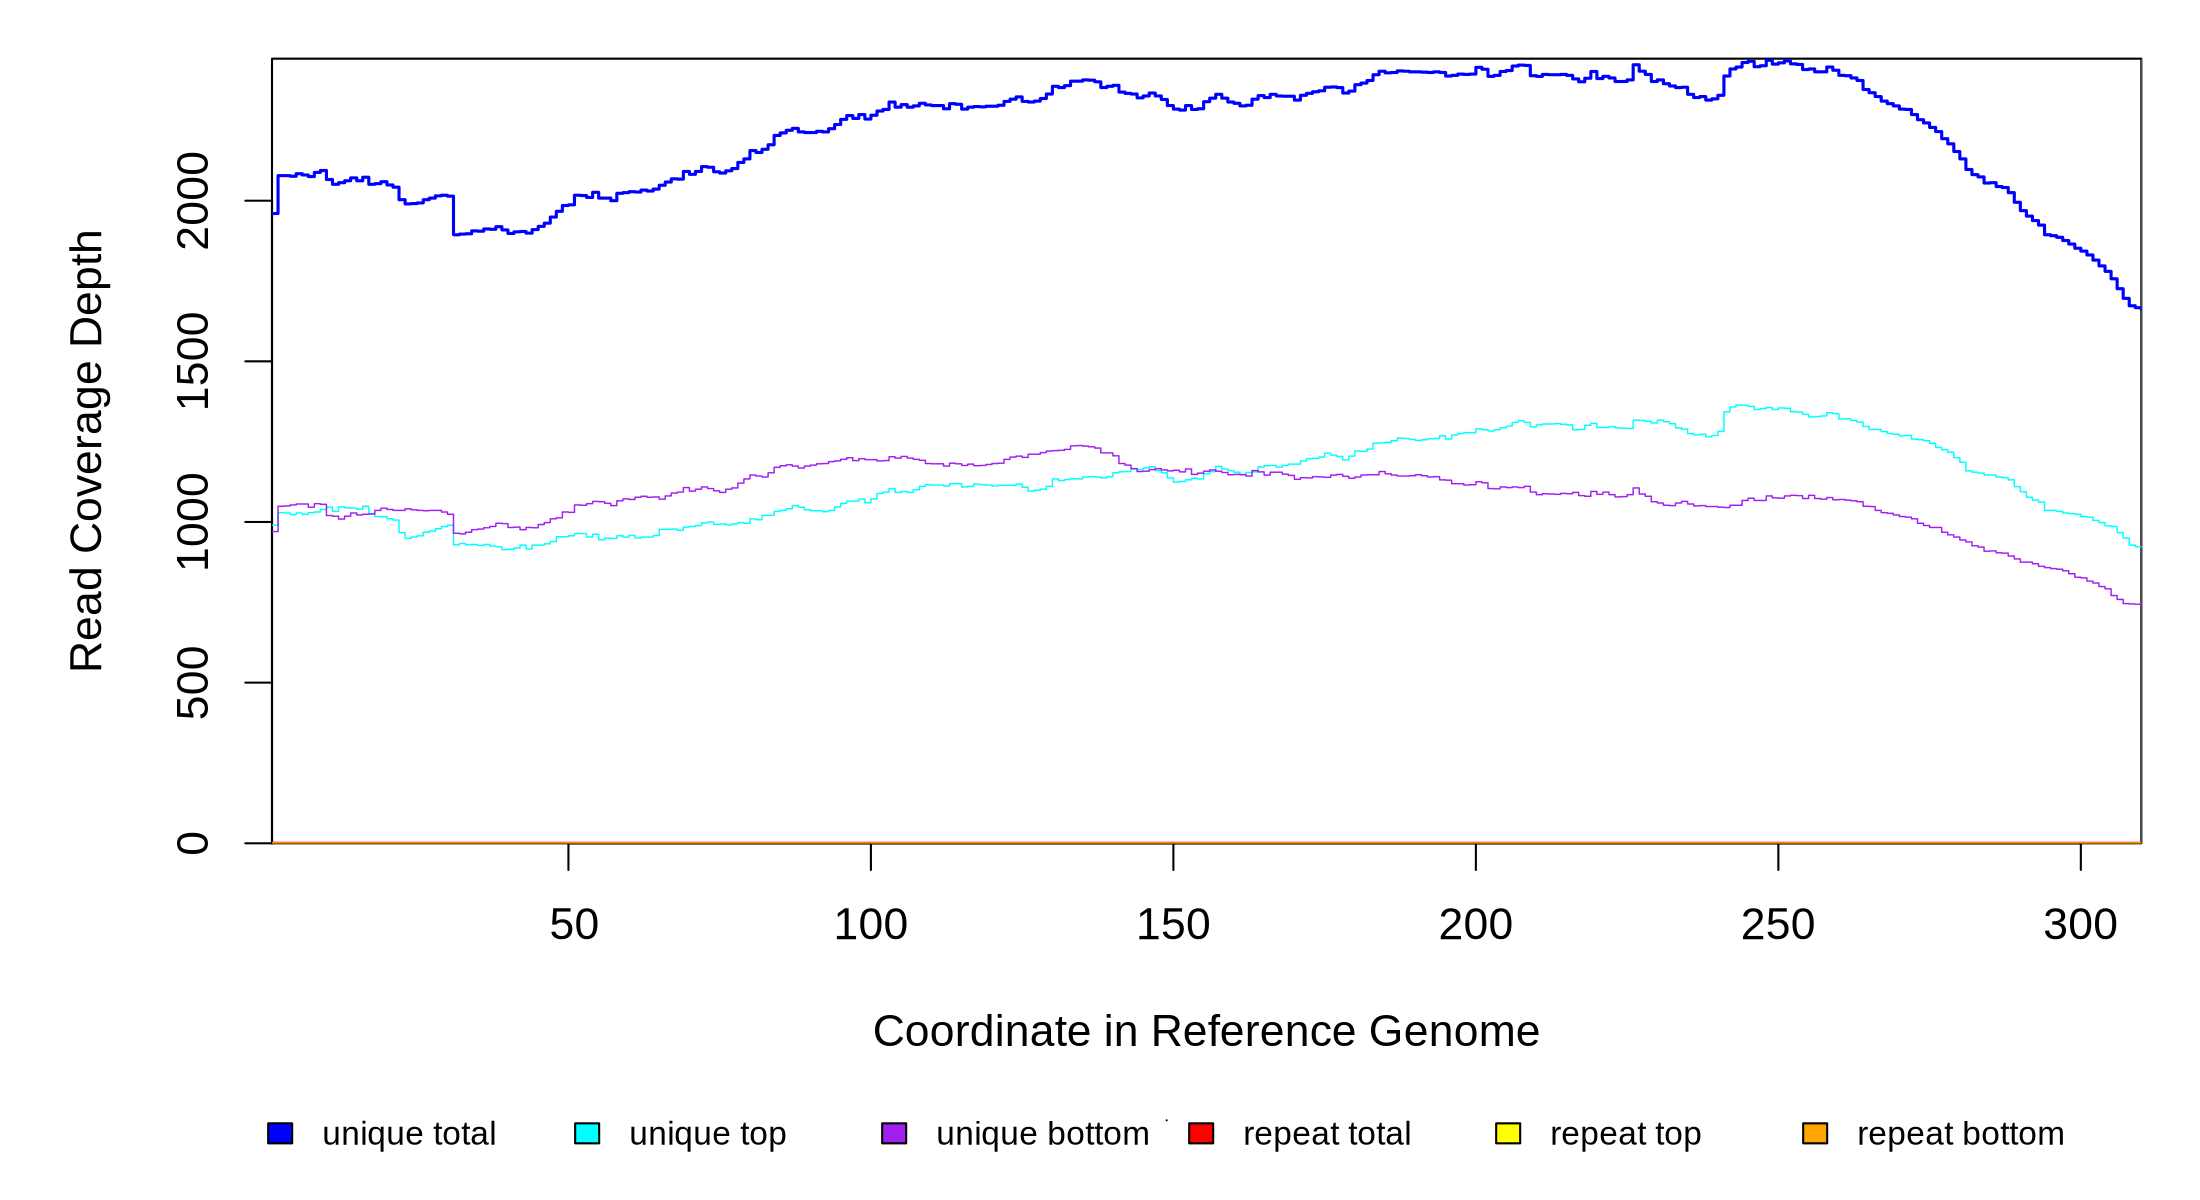 Read Coverage Depth
2000
1500
1000
500
0
50 100 150 200 250 300
Coordinate in Reference Genome
unique total unique top unique bottom repeat total repeat top repeat bottom